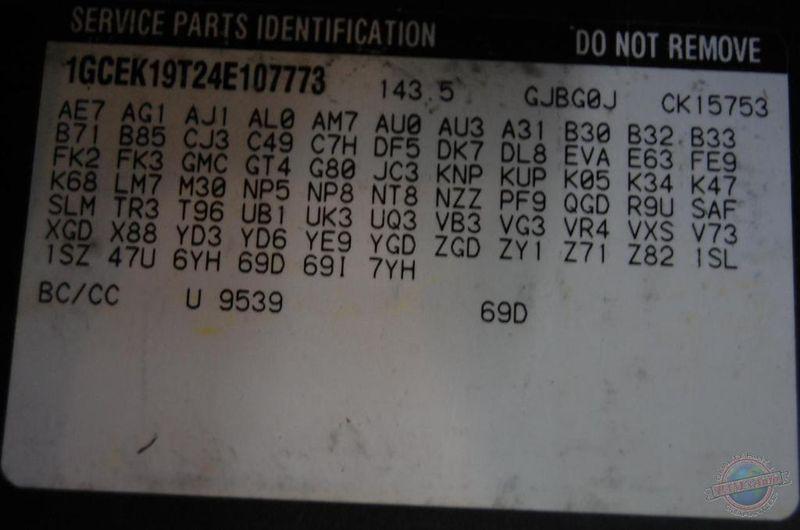 SERVICE PARTS IDENTIFICATION DO NOT REMOVE
1GCEK19T24E107773 143.5 GJBG0J CK15753
AE7 AG1 AJ1 AL0 AM7 AU0 AU3 A31 B30 B32 B33
B71 B85 CJ3 C49 C7H DF5 DK7 DL8 EVA E63 FE9
FK2 FK3 GMC GT4 G80 JC3 KNP KUP K05 K34 K47
K68 LM7 M30 NP5 NP8 NT8 NZZ PF9 QGD R9U SAF
SLM TR3 T96 UB1 UK3 UQ3 VB3 VG3 VR4 VXS V73
XGD X88 YD3 YD6 YE9 YGD ZGD ZY1 Z71 Z82 1SL
1SZ 47U 6YH 69D 69I 7YH
BC/CC U 9539 69D